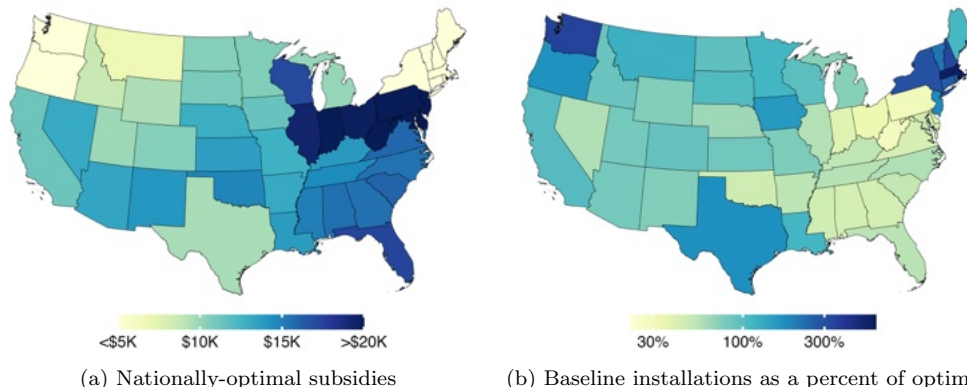 <$5K $10K $15K >$20K
30% 100% 300%
(a) Nationally-optimal subsidies
(b) Baseline installations as a percent of optim